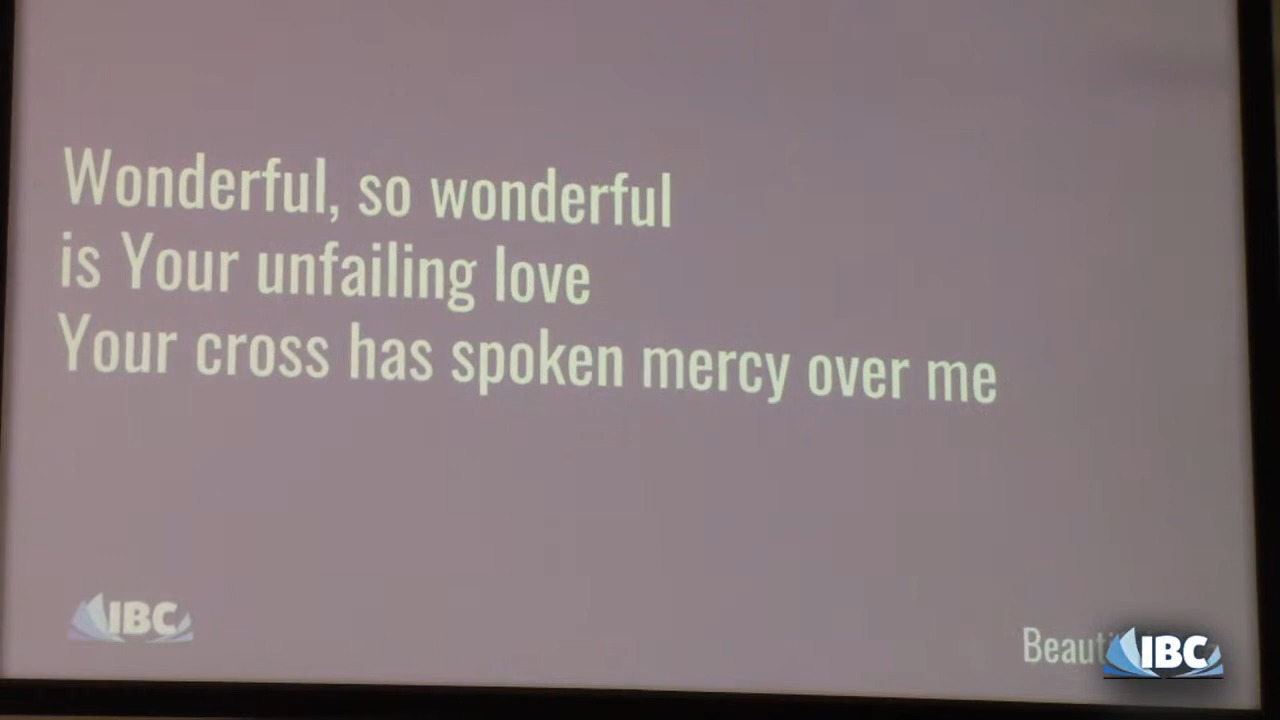 Wonderful, so wonderful
is Your unfailing love
Your cross has spoken mercy over me
IBC
IBC